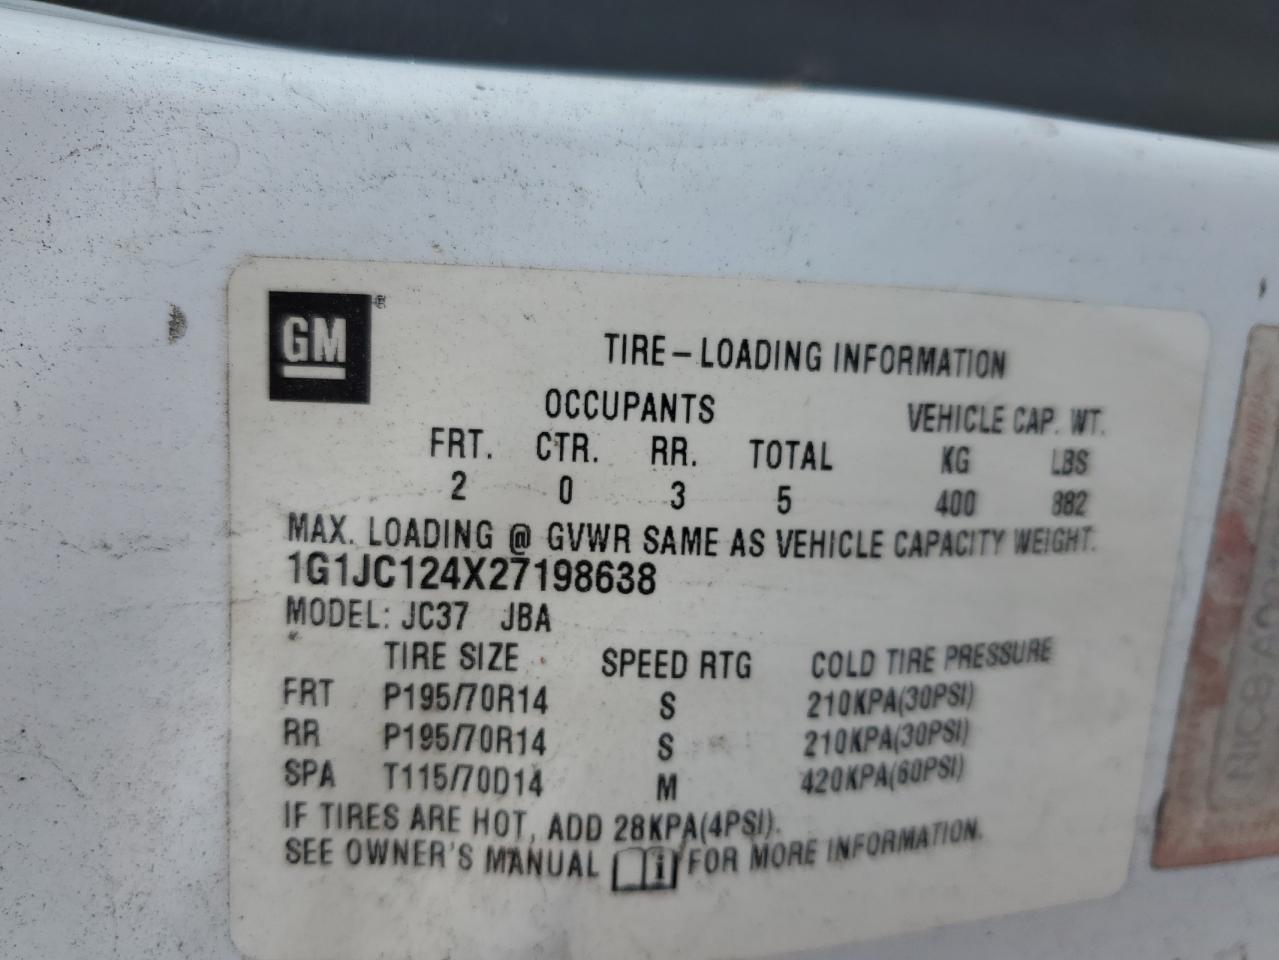 GM
TIRE-LOADING INFORMATION
OCCUPANTS VEHICLE CAP. WT.
FRT. CTR. RR. TOTAL KG LBS
2 0 3 5 400 882
MAX. LOADING @ GVWR SAME AS VEHICLE CAPACITY WEIGHT.
1G1JC124X27198638
MODEL: JC37 JBA
TIRE SIZE SPEED RTG COLD TIRE PRESSURE
FRT P195/70R14 S 210KPA(30PSI)
RR P195/70R14 S 210KPA(30PSI)
SPA T115/70D14 M 420KPA(60PSI)
IF TIRES ARE HOT, ADD 28KPA(4PSI).
SEE OWNER'S MANUAL i FOR MORE INFORMATION.